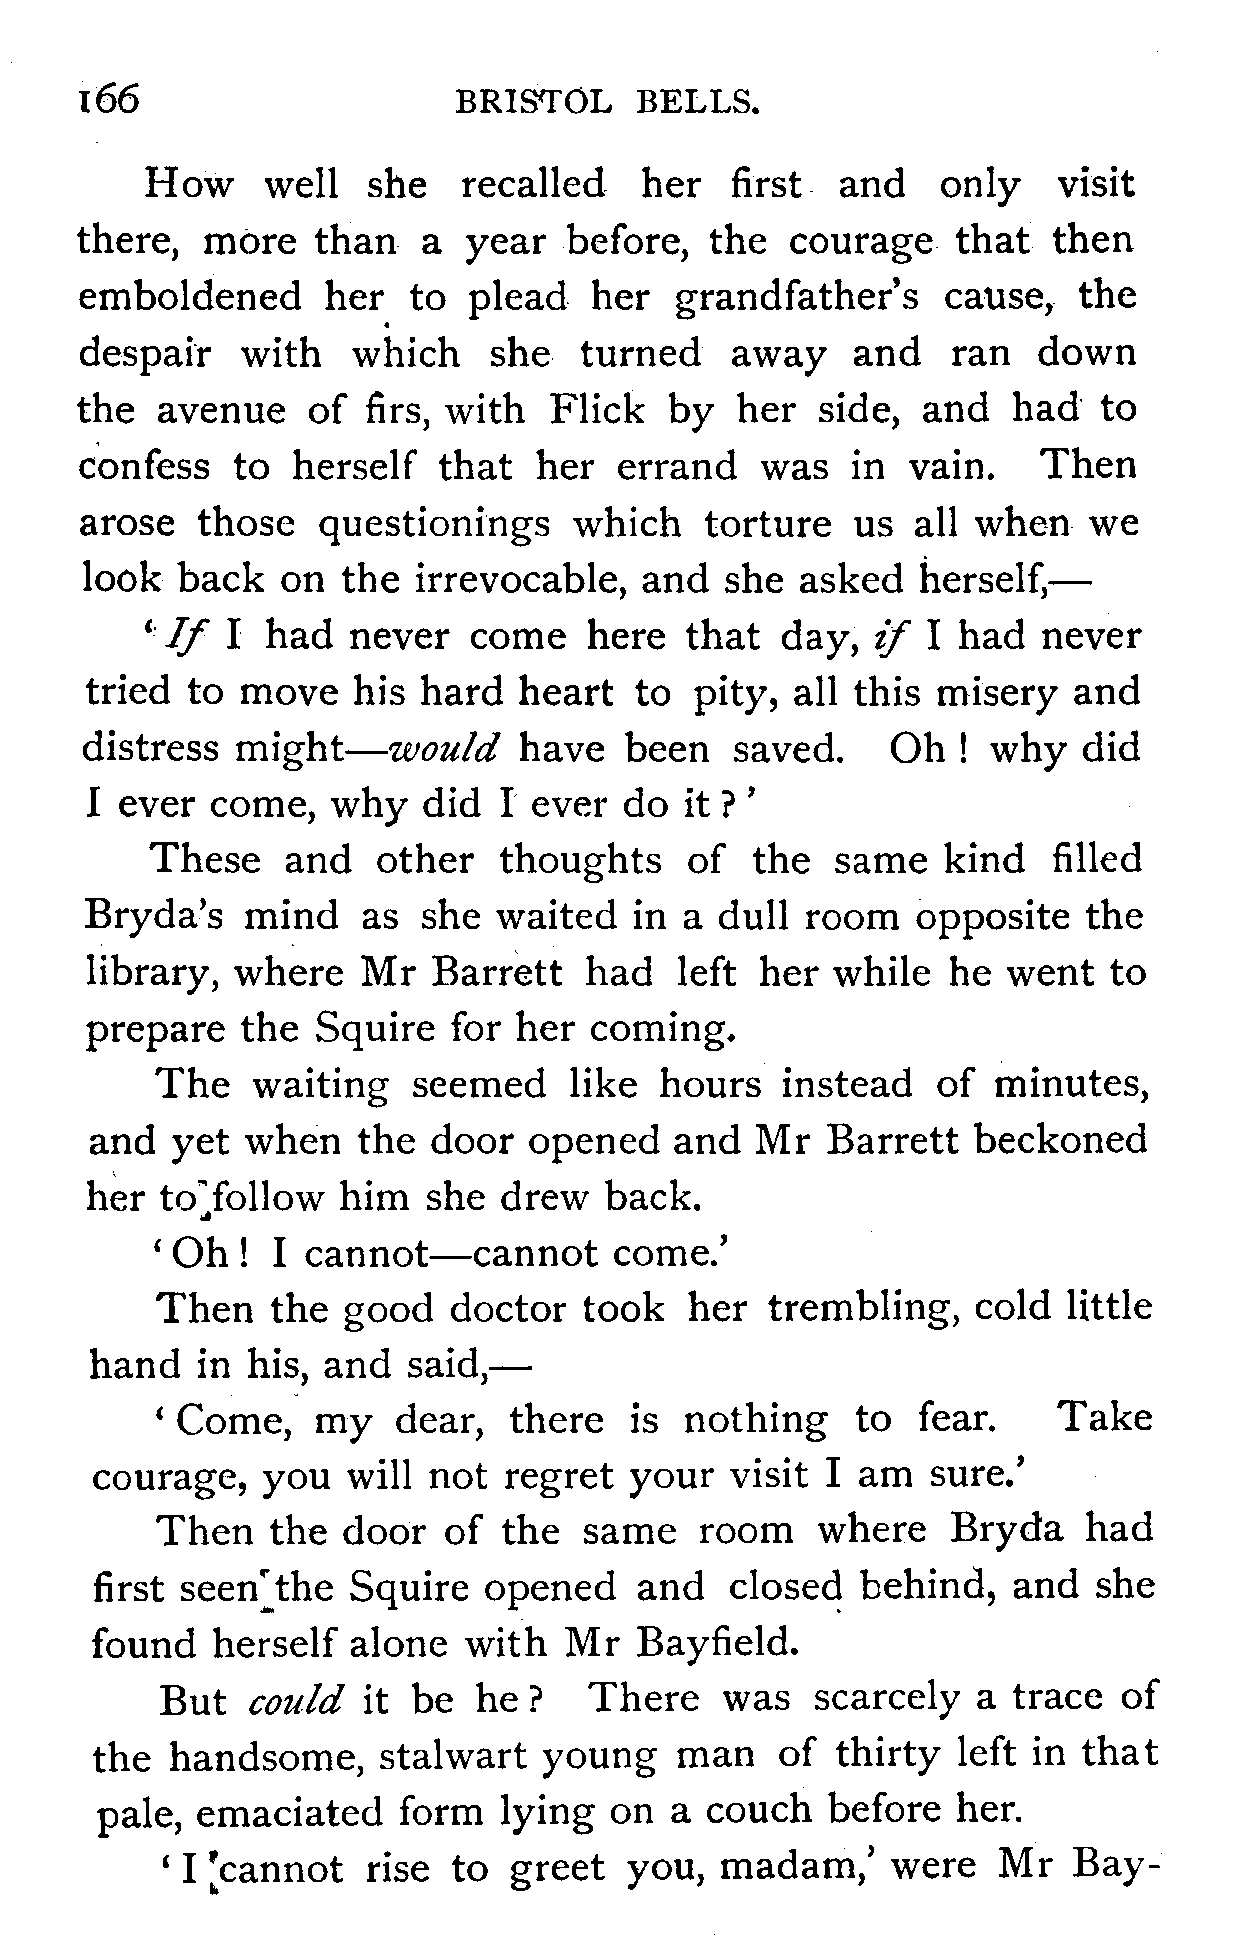 166 BRISTOL BELLS.
How well she recalled her first and only visit
there, more than a year before, the courage that then
emboldened her to plead her grandfather's cause, the
despair with which she turned away and ran down
the avenue of firs, with Flick by her side, and had to
confess to herself that her errand was in vain. Then
arose those questionings which torture us all when we
look back on the irrevocable, and she asked herself,—
‘If I had never come here that day, if I had never
tried to move his hard heart to pity, all this misery and
distress might—would have been saved. Oh ! why did
I ever come, why did I ever do it ? ’
These and other thoughts of the same kind filled
Bryda's mind as she waited in a dull room opposite the
library, where Mr Barrett had left her while he went to
prepare the Squire for her coming.
The waiting seemed like hours instead of minutes,
and yet when the door opened and Mr Barrett beckoned
her to follow him she drew back.
‘ Oh ! I cannot—cannot come.’
Then the good doctor took her trembling, cold little
hand in his, and said,—
‘ Come, my dear, there is nothing to fear. Take
courage, you will not regret your visit I am sure.’
Then the door of the same room where Bryda had
first seen the Squire opened and closed behind, and she
found herself alone with Mr Bayfield.
But could it be he ? There was scarcely a trace of
the handsome, stalwart young man of thirty left in that
pale, emaciated form lying on a couch before her.
‘ I cannot rise to greet you, madam,’ were Mr Bay-